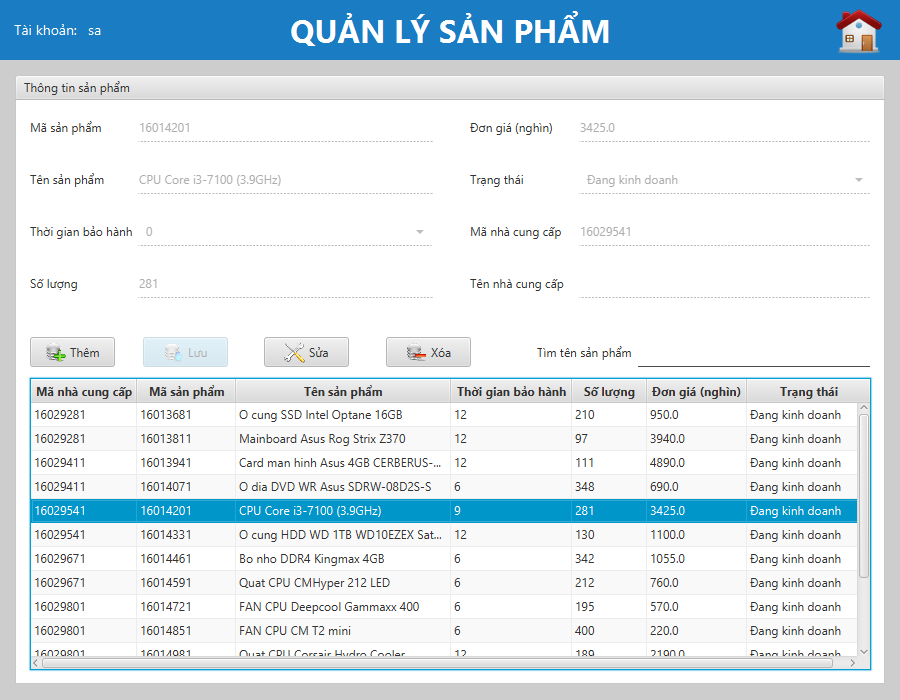 Tài khoản: sa
QUẢN LÝ SẢN PHẨM
Thông tin sản phẩm
Mã sản phẩm 16014201 Đơn giá (nghìn) 3425.0
Tên sản phẩm CPU Core i3-7100 (3.9GHz) Trạng thái Đang kinh doanh
Thời gian bảo hành 0 Mã nhà cung cấp 16029541
Số lượng 281 Tên nhà cung cấp
Thêm Lưu Sửa Xóa Tìm tên sản phẩm
Mã nhà cung cấp Mã sản phẩm Tên sản phẩm Thời gian bảo hành Số lượng Đơn giá (nghìn) Trạng thái
16029281 16013681 O cung SSD Intel Optane 16GB 12 210 950.0 Đang kinh doanh
16029281 16013811 Mainboard Asus Rog Strix Z370 12 97 3940.0 Đang kinh doanh
16029411 16013941 Card man hinh Asus 4GB CERBERUS-... 12 111 4890.0 Đang kinh doanh
16029411 16014071 O dia DVD WR Asus SDRW-08D2S-S 6 348 690.0 Đang kinh doanh
16029541 16014201 CPU Core i3-7100 (3.9GHz) 9 281 3425.0 Đang kinh doanh
16029541 16014331 O cung HDD WD 1TB WD10EZEX Sat... 12 130 1100.0 Đang kinh doanh
16029671 16014461 Bo nho DDR4 Kingmax 4GB 6 342 1055.0 Đang kinh doanh
16029671 16014591 Quat CPU CMHyper 212 LED 6 212 760.0 Đang kinh doanh
16029801 16014721 FAN CPU Deepcool Gammaxx 400 6 195 570.0 Đang kinh doanh
16029801 16014851 FAN CPU CM T2 mini 6 400 220.0 Đang kinh doanh
16029801 16014981 Quat CPU Corsair Hydro Cooler 12 189 2190.0 Đang kinh doanh